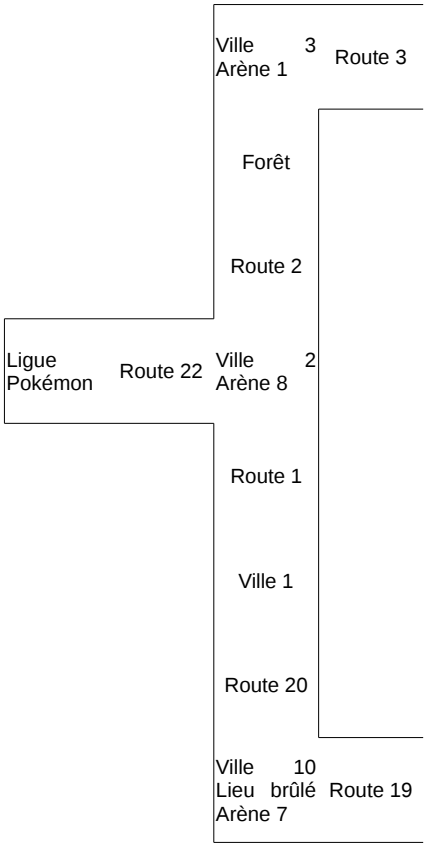 Ville 3
Arène 1
Route 3
Forêt
Route 2
Ligue
Pokémon
Route 22
Ville 2
Arène 8
Route 1
Ville 1
Route 20
Ville 10
Lieu brûlé
Arène 7
Route 19